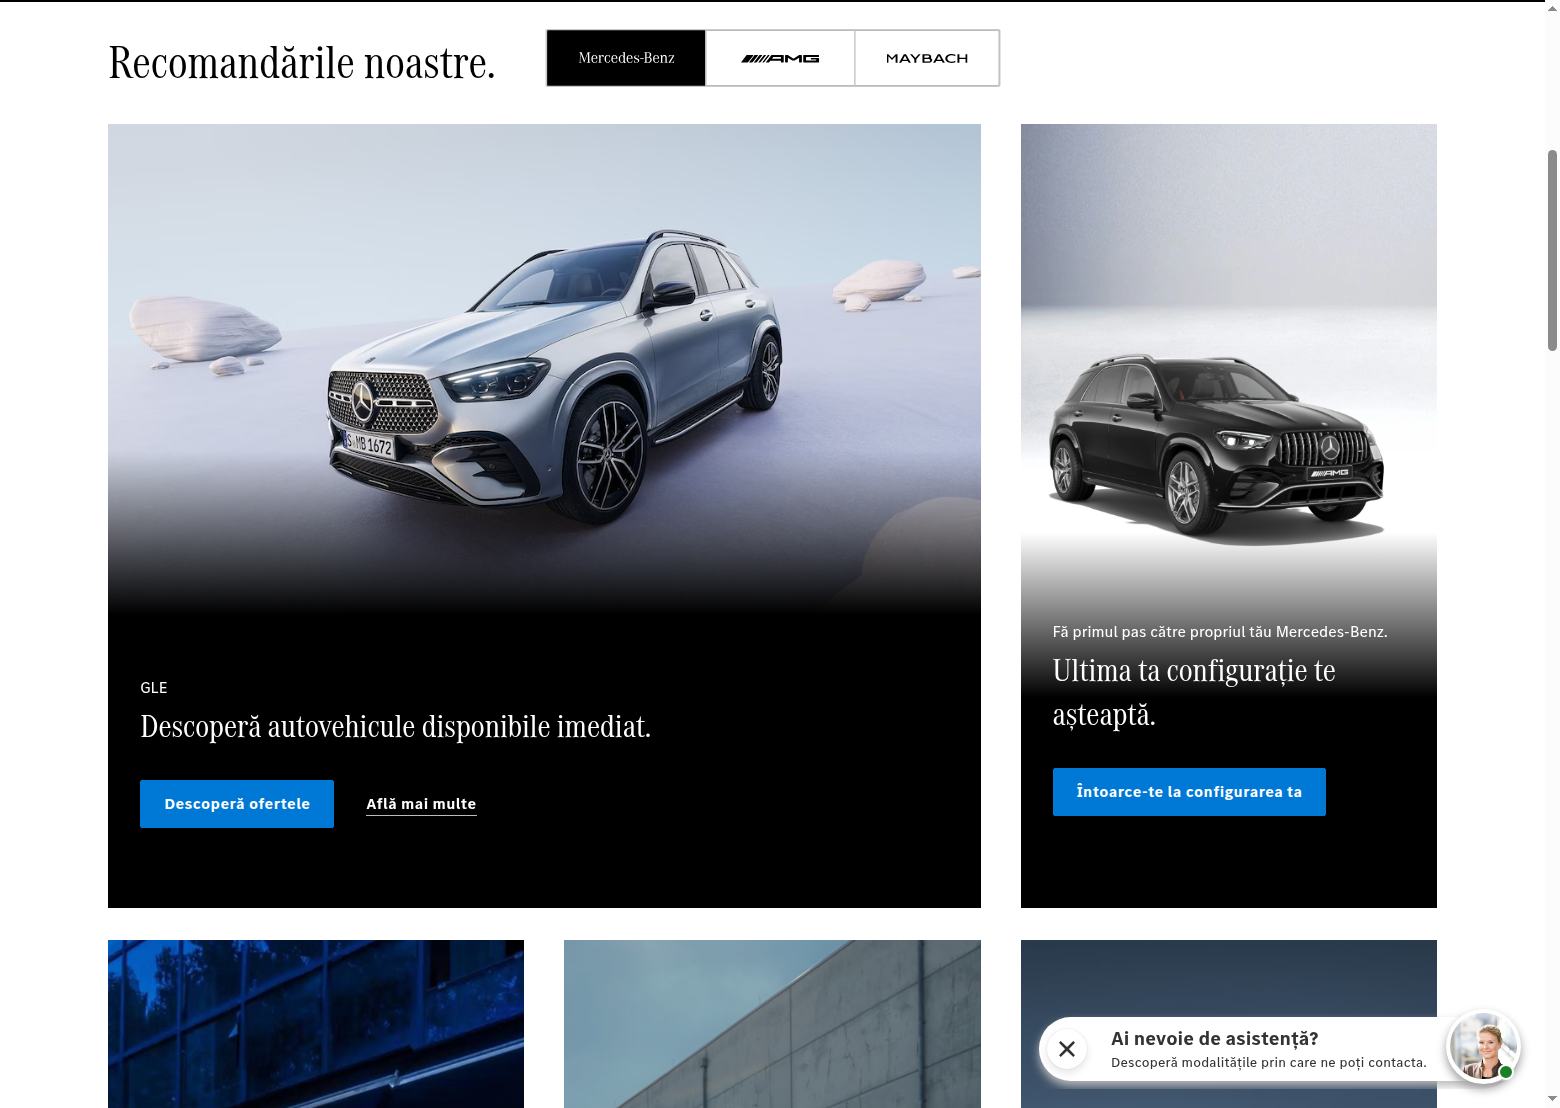 Recomandările noastre.
Mercedes-Benz
AMG
MAYBACH
S MB 1672
AMG
GLE
Descoperă autovehicule disponibile imediat.
Descoperă ofertele
Află mai multe
Fă primul pas către propriul tău Mercedes-Benz.
Ultima ta configurație te
așteaptă.
Întoarce-te la configurarea ta
Ai nevoie de asistență?
Descoperă modalitățile prin care ne poți contacta.